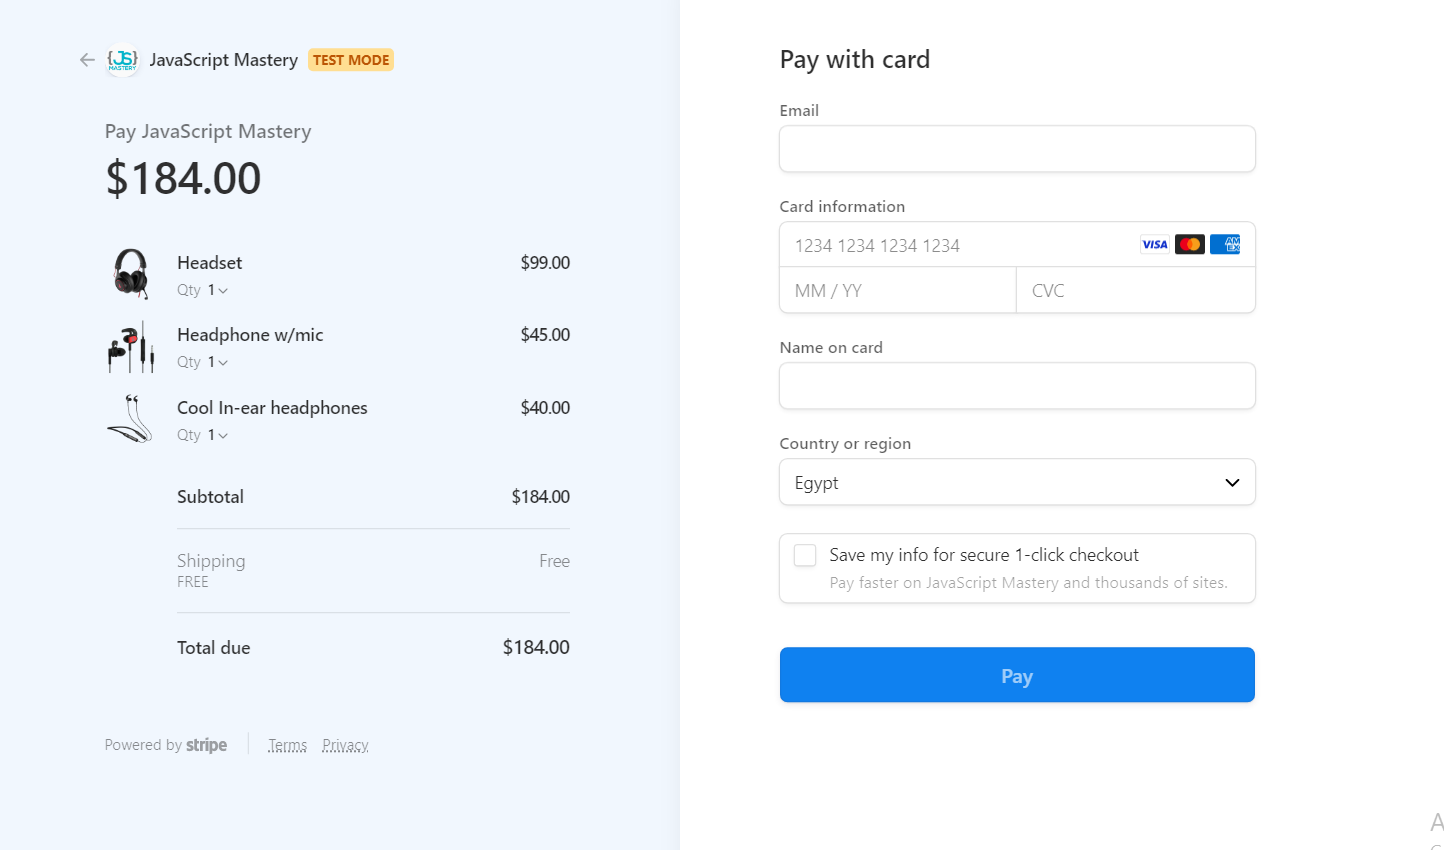 {JS}
MASTERY
JavaScript Mastery TEST MODE
Pay JavaScript Mastery
$184.00
Headset $99.00
Qty 1
Headphone w/mic $45.00
Qty 1
Cool In-ear headphones $40.00
Qty 1
Subtotal $184.00
Shipping Free
FREE
Total due $184.00
Powered by stripe Terms Privacy
Pay with card
Email
Card information
1234 1234 1234 1234 VISA AMEX
MM / YY CVC
Name on card
Country or region
Egypt
Save my info for secure 1-click checkout
Pay faster on JavaScript Mastery and thousands of sites.
Pay
A